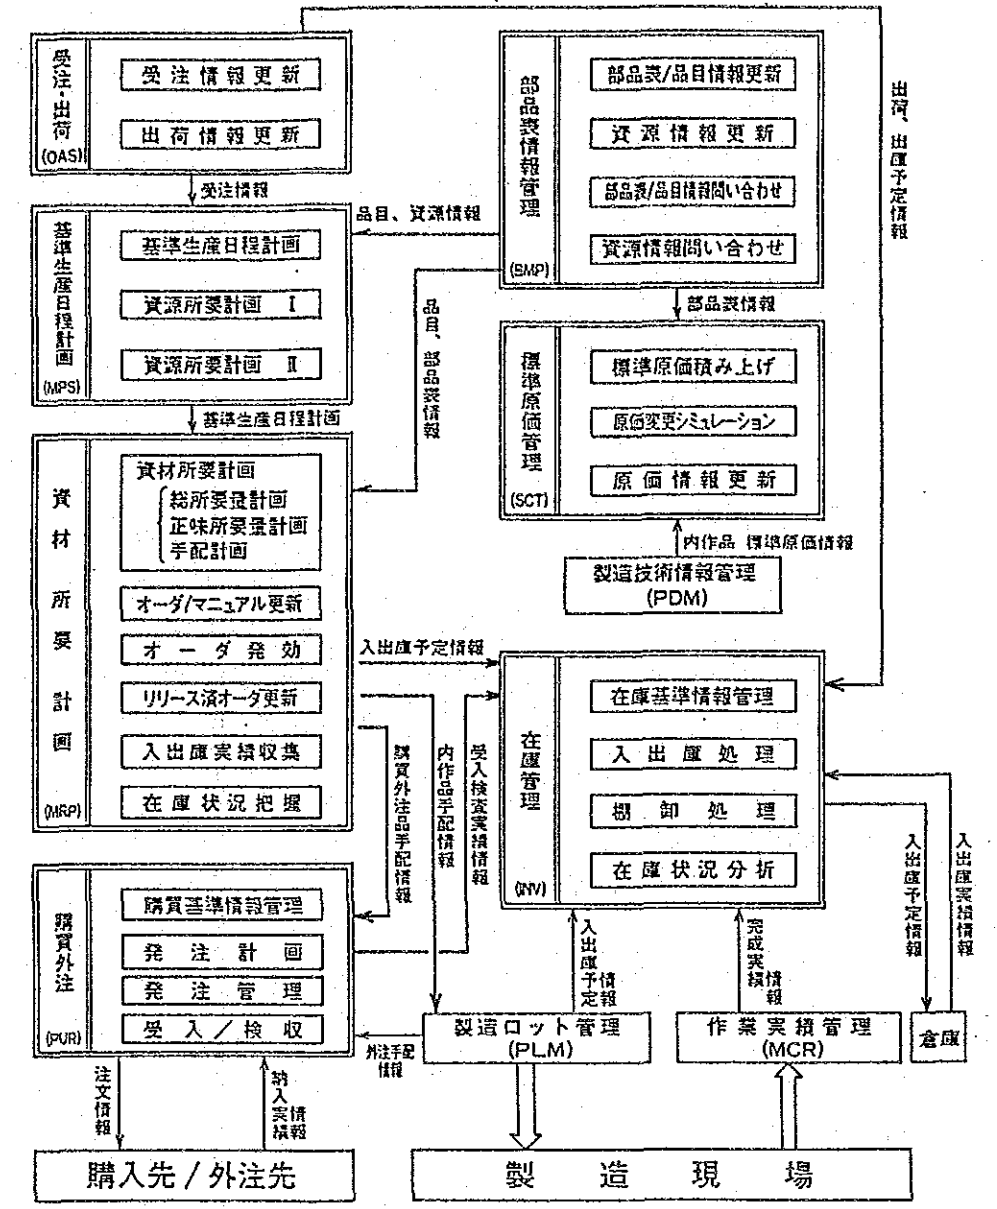 受注・出荷
(OAS)
受注情報更新
出荷情報更新
受注情報
基準生産日程計画
(MPS)
基準生産日程計画
資源所要計画 Ⅰ
資源所要計画 Ⅱ
基準生産日程計画
資材所要計画
(MRP)
資材所要計画
総所要量計画
正味所要量計画
手配計画
オーダ/マニュアル更新
オーダ発効
リリース済オーダ更新
入出庫実績収集
在庫状況把握
購買外注
(PUR)
購買基準情報管理
発注計画
発注管理
受入/検収
注文情報
納入実績情報
購入先/外注先
部品表情報管理
(BMP)
部品表/品目情報更新
資源情報更新
部品表/品目情報問い合わせ
資源情報問い合わせ
品目、資源情報
品目、部品表情報
部品表情報
標準原価管理
(SCT)
標準原価積み上げ
原価変更シミュレーション
原価情報更新
内作品 標準原価情報
製造技術情報管理
(PDM)
出荷、出庫予定情報
入出庫予定情報
購買外注品手配情報
内作品手配情報
受入検査実績情報
在庫管理
(INV)
在庫基準情報管理
入出庫処理
棚卸処理
在庫状況分析
入出庫予定情報
完成実績情報
入出庫予定情報
入出庫実績情報
外注手配
情報
製造ロット管理
(PLM)
作業実績管理
(MCR)
倉庫
製造現場